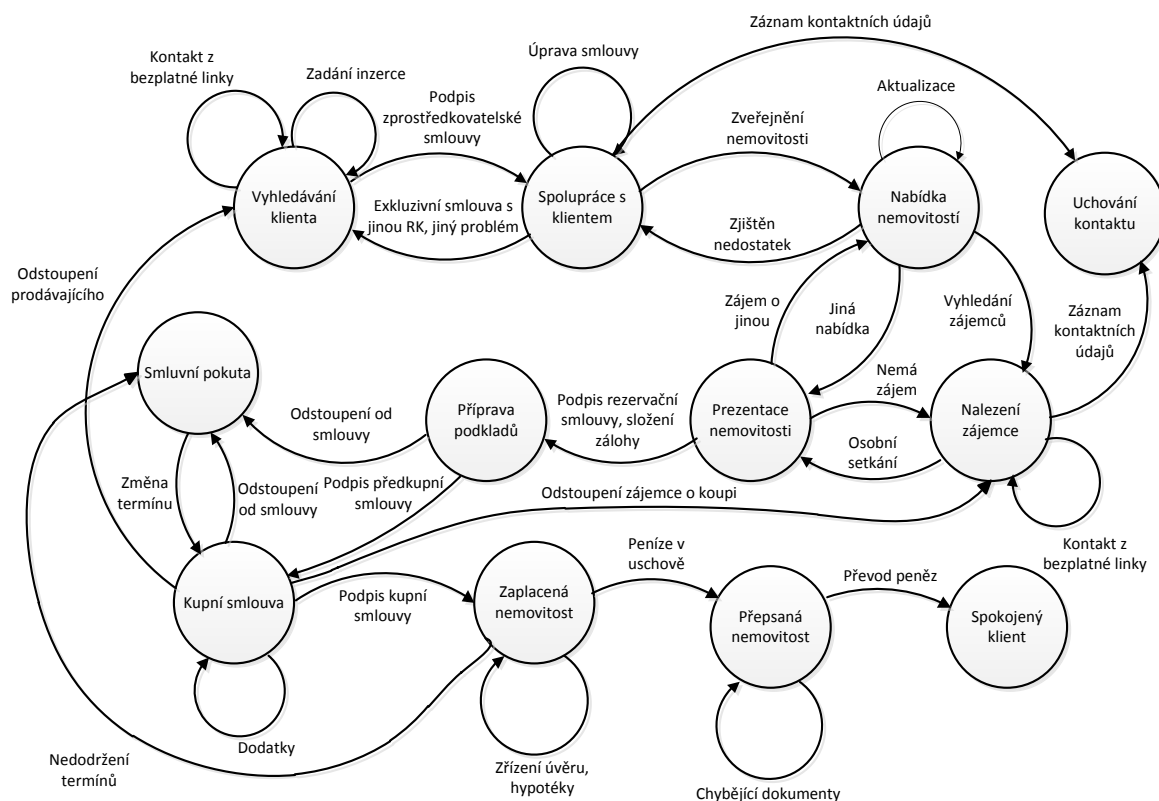 Záznam kontaktních údajů
Kontakt z
bezplatné linky
Zadání inzerce
Úprava smlouvy
Podpis
zprostředkovatelské
smlouvy
Zveřejnění
nemovitosti
Aktualizace
Vyhledávání
klienta
Spolupráce s
klientem
Nabídka
nemovitostí
Uchování
kontaktu
Exkluzivní smlouva s
jinou RK, jiný problém
Zjištěn
nedostatek
Odstoupení
prodávajícího
Zájem o
jinou
Jiná
nabídka
Vyhledání
zájemců
Záznam
kontaktních
údajů
Smluvní pokuta
Odstoupení od
smlouvy
Příprava
podkladů
Podpis rezervační
smlouvy, složení
zálohy
Prezentace
nemovitosti
Nemá
zájem
Nalezení
zájemce
Osobní
setkání
Změna
termínu
Odstoupení
od smlouvy
Podpis předkupní
smlouvy
Odstoupení zájemce o koupi
Kontakt z
bezplatné linky
Kupní smlouva
Podpis kupní
smlouvy
Zaplacená
nemovitost
Peníze v
uschově
Přepsaná
nemovitost
Převod peněz
Spokojený
klient
Dodatky
Nedodržení
termínů
Zřízení úvěru,
hypotéky
Chybějící dokumenty